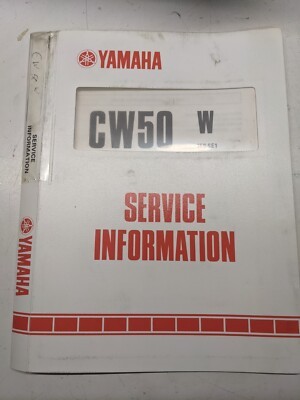 YAMAHA
CW50 W
SERVICE
INFORMATION
SERVICE
INFORMATION
YAMAHA